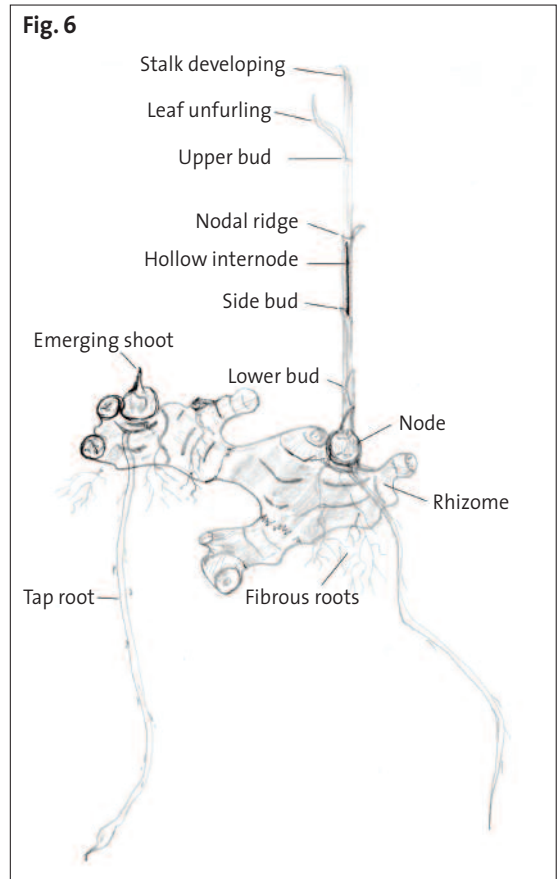 Fig. 6
Stalk developing
Leaf unfurling
Upper bud
Nodal ridge
Hollow internode
Side bud
Emerging shoot
Lower bud
Node
Rhizome
Tap root
Fibrous roots